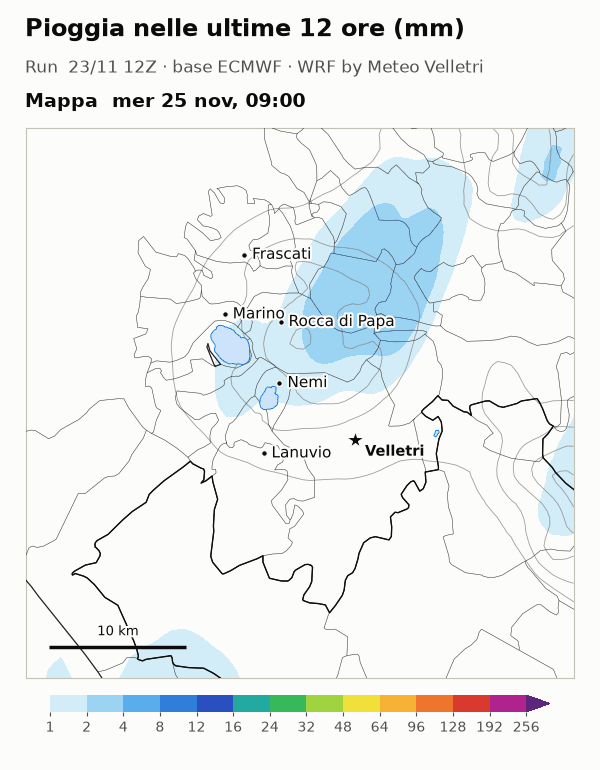 Pioggia nelle ultime 12 ore (mm)
Run  23/11 12Z · base ECMWF · WRF by Meteo Velletri
Mappa  mer 25 nov, 09:00
Frascati
Marino
Rocca di Papa
Nemi
Velletri
Lanuvio
10 km
1 2 4 8 12 16 24 32 48 64 96 128 192 256